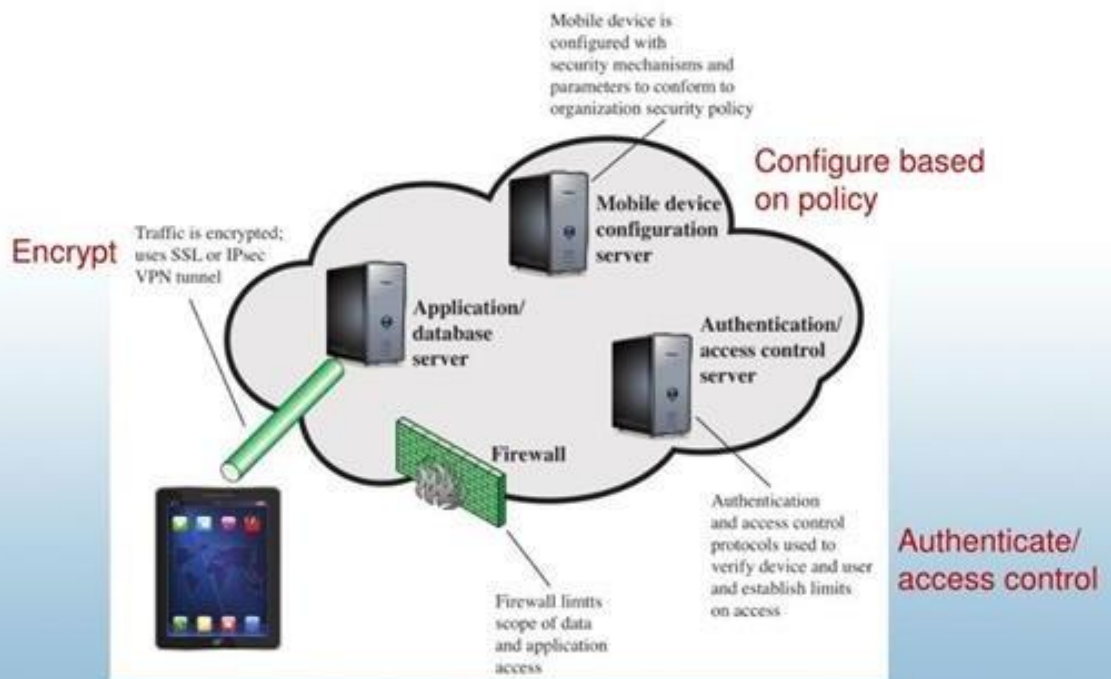 Mobile device is
configured with
security mechanisms and
parameters to conform to
organization security policy
Configure based
on policy
Mobile device
configuration
server
Encrypt
Traffic is encrypted;
uses SSL or IPsec
VPN tunnel
Application/
database
server
Authentication/
access control
server
Firewall
Authentication
and access control
protocols used to
verify device and user
and establish limits
on access
Authenticate/
access control
Firewall limtts
scope of data
and application
access